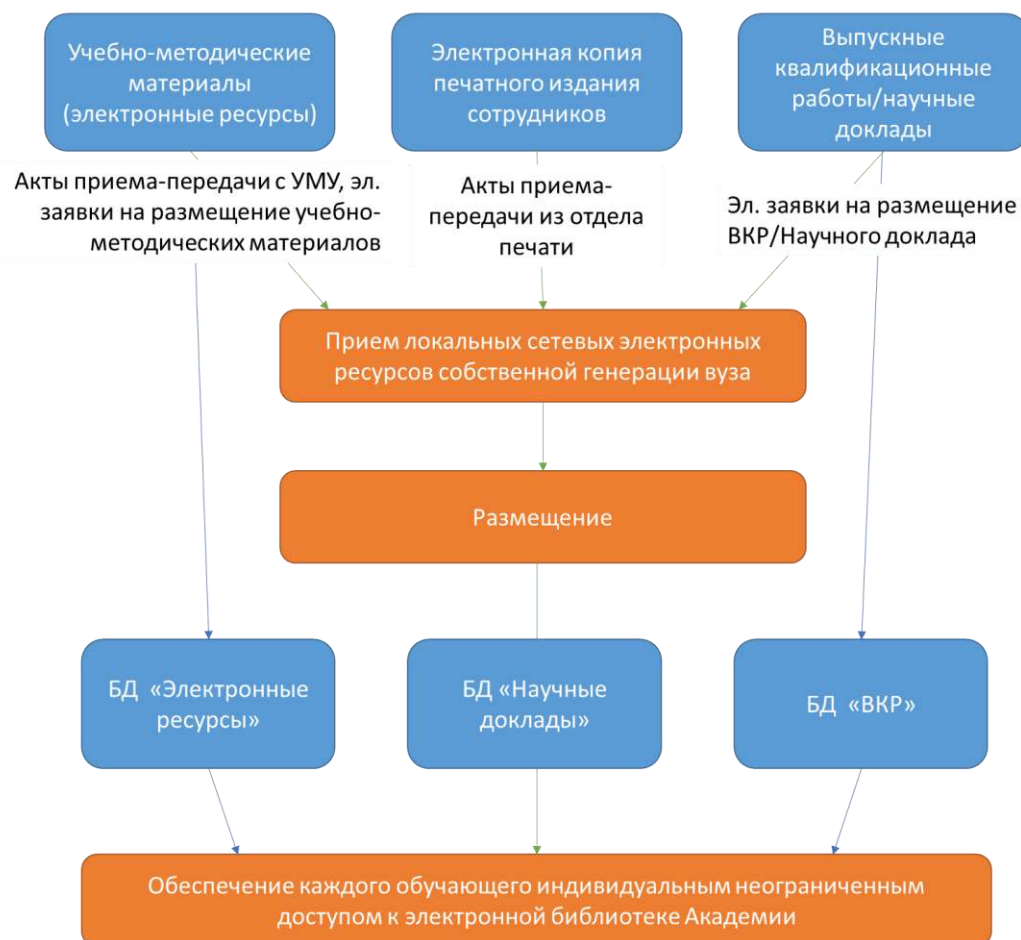 Учебно-методические
материалы
(электронные ресурсы)
Электронная копия
печатного издания
сотрудников
Выпускные
квалификационные
работы/научные
доклады
Акты приема-передачи с УМУ, эл.
заявки на размещение учебно-
методических материалов
Акты приема-
передачи из отдела
печати
Эл. заявки на размещение
ВКР/Научного доклада
Прием локальных сетевых электронных
ресурсов собственной генерации вуза
Размещение
БД «Электронные
ресурсы»
БД «Научные
доклады»
БД «ВКР»
Обеспечение каждого обучающего индивидуальным неограниченным
доступом к электронной библиотеке Академии